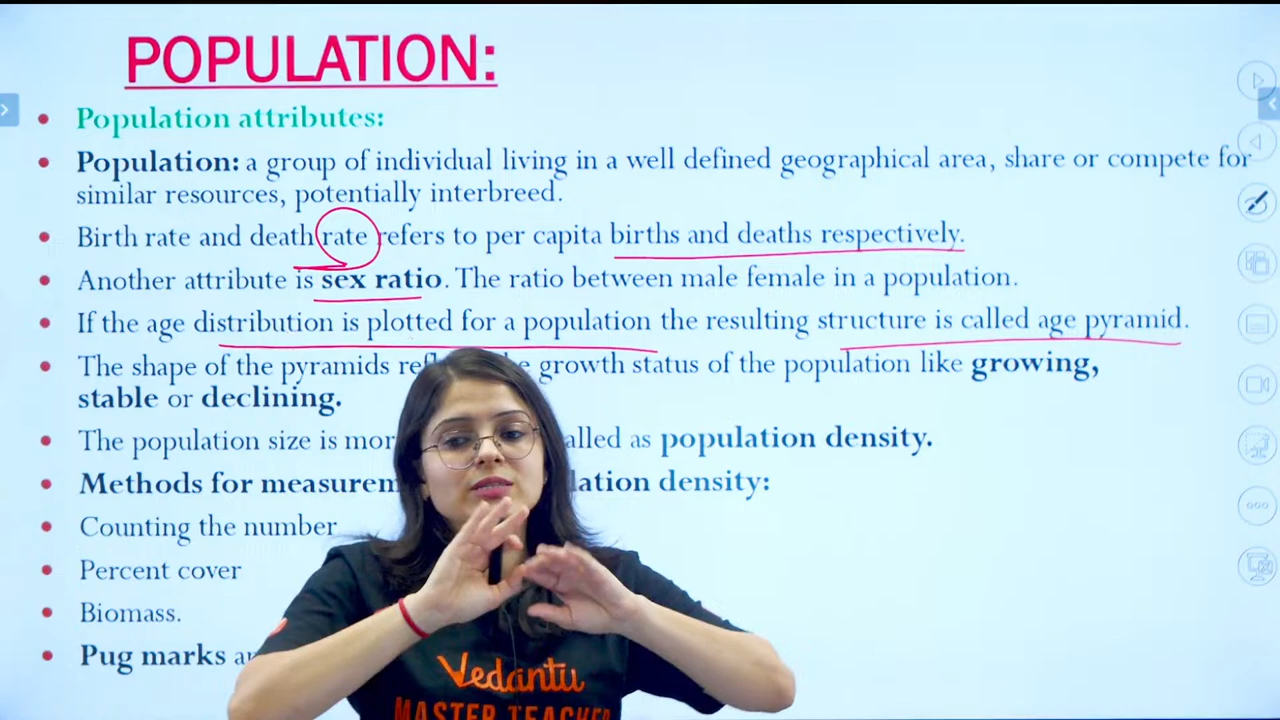 POPULATION:
• Population attributes:
• Population: a group of individual living in a well defined geographical area, share or compete for
similar resources, potentially interbreed.
• Birth rate and death rate refers to per capita births and deaths respectively.
• Another attribute is sex ratio. The ratio between male female in a population.
• If the age distribution is plotted for a population the resulting structure is called age pyramid.
• The shape of the pyramids growth status of the population like growing,
stable or declining.
• The population size is called as population density.
• Methods for density:
• Counting the number
• Percent cover
• Biomass.
• Pug marks
Vedantu
MASTER TEACHER